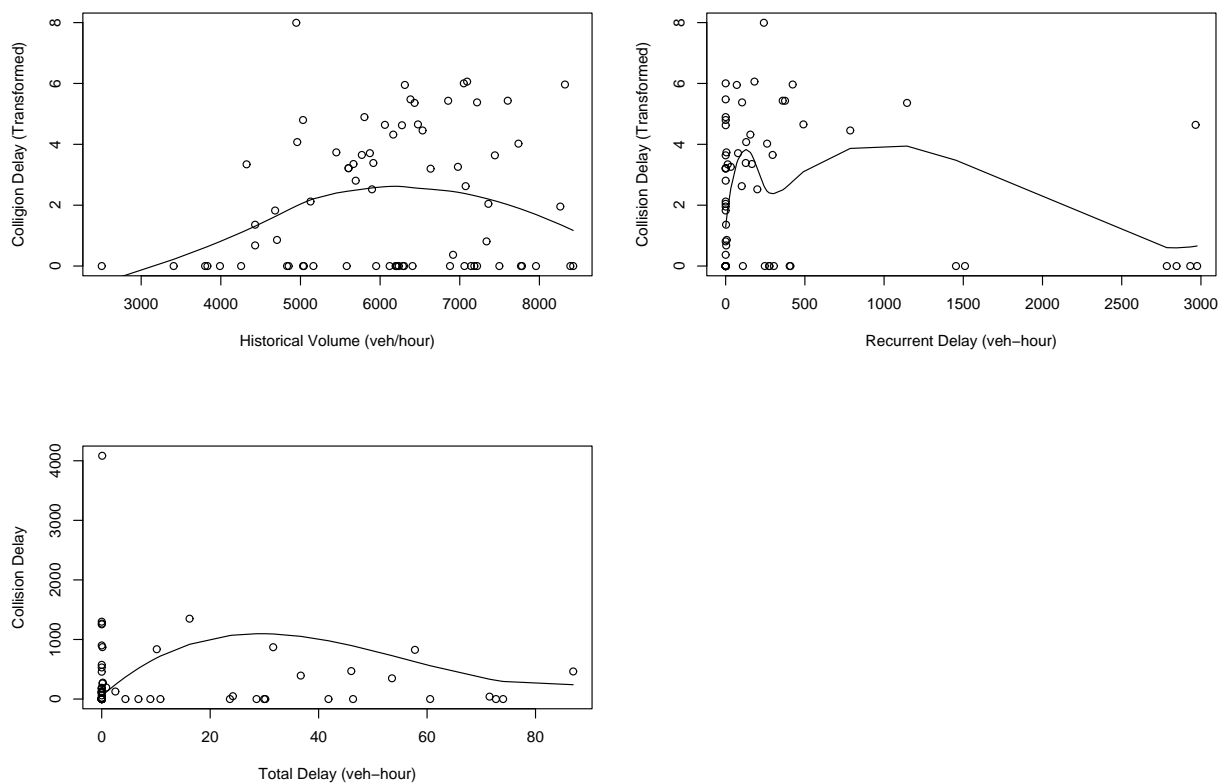 Colligion Delay (Transformed)
0 2 4 6 8
3000 4000 5000 6000 7000 8000
Historical Volume (veh/hour)
Collision Delay (Transformed)
0 2 4 6 8
0 500 1000 1500 2000 2500 3000
Recurrent Delay (veh−hour)
Collision Delay
0 1000 2000 3000 4000
0 20 40 60 80
Total Delay (veh−hour)